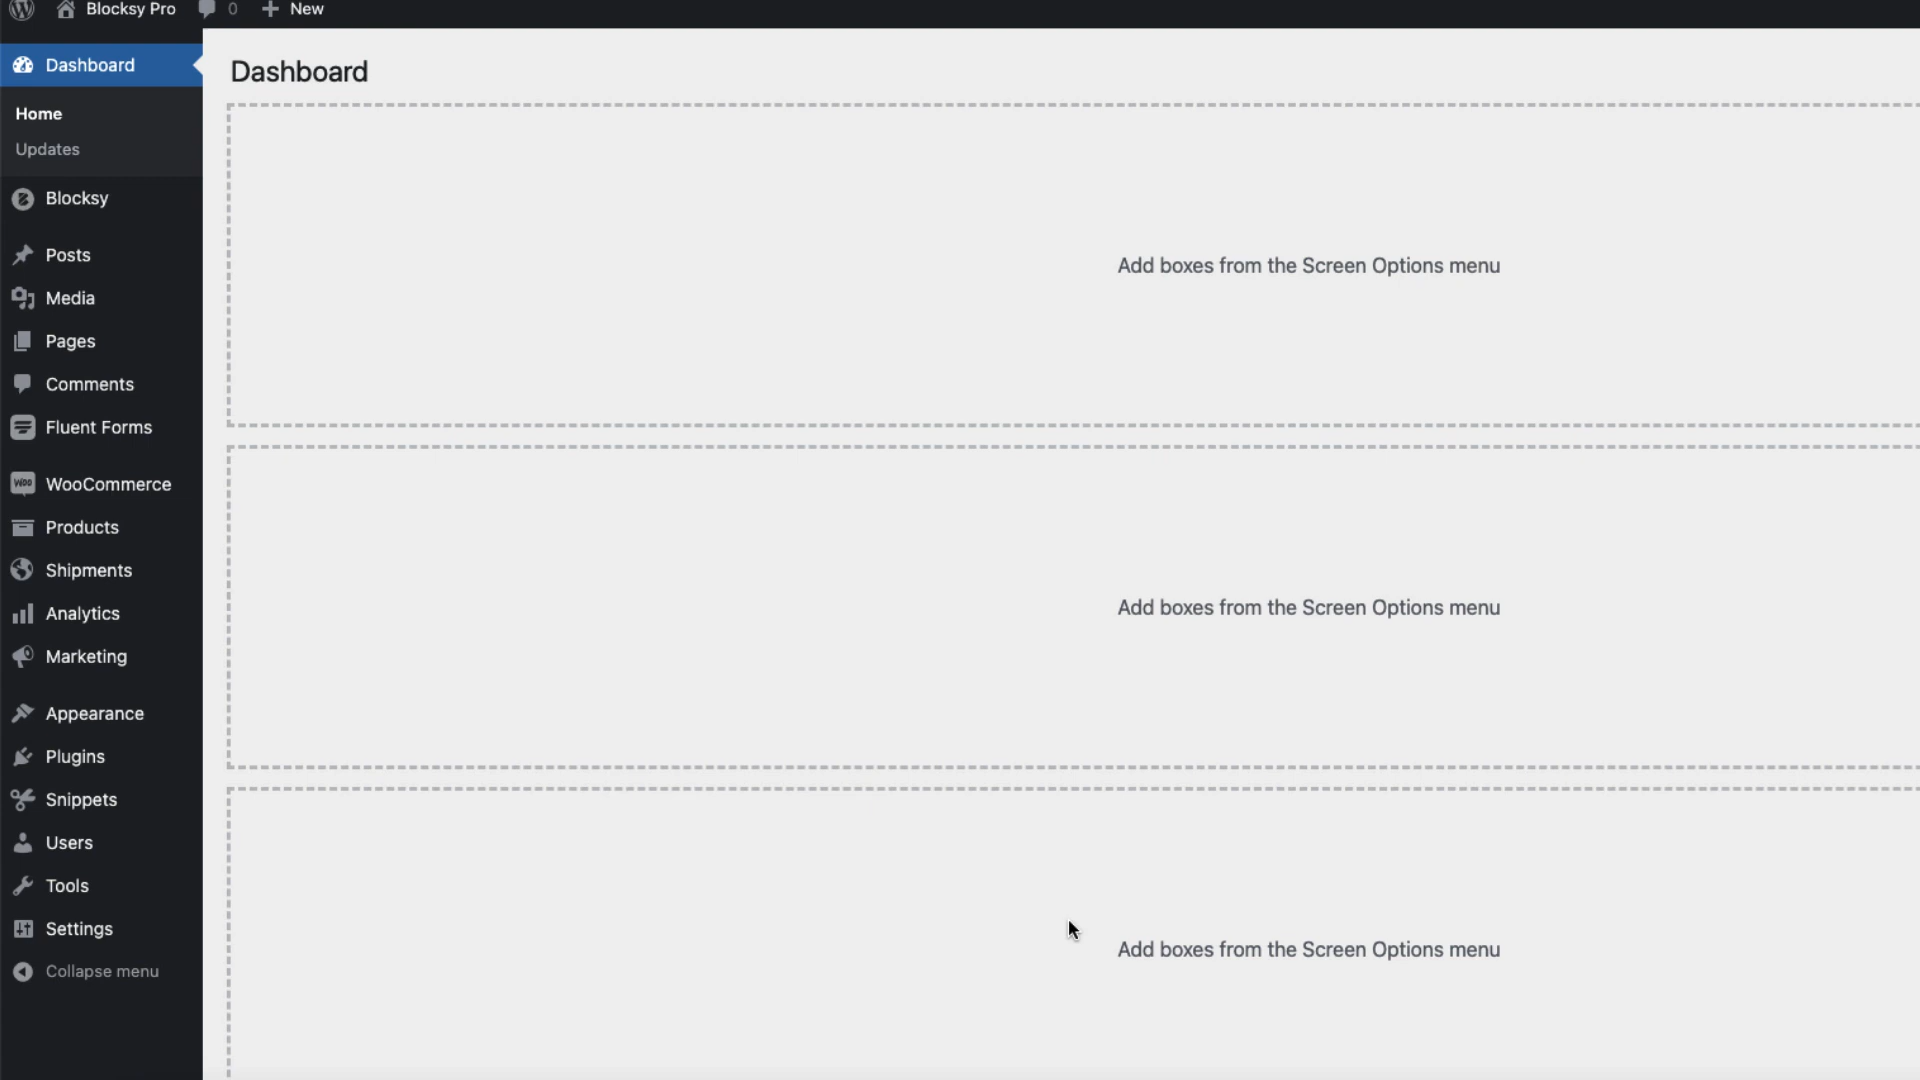 Blocksy Pro 0 New
Dashboard
Home
Updates
Blocksy
Posts
Media
Pages
Comments
Fluent Forms
WooCommerce
Products
Shipments
Analytics
Marketing
Appearance
Plugins
Snippets
Users
Tools
Settings
Collapse menu
Dashboard
Add boxes from the Screen Options menu
Add boxes from the Screen Options menu
Add boxes from the Screen Options menu